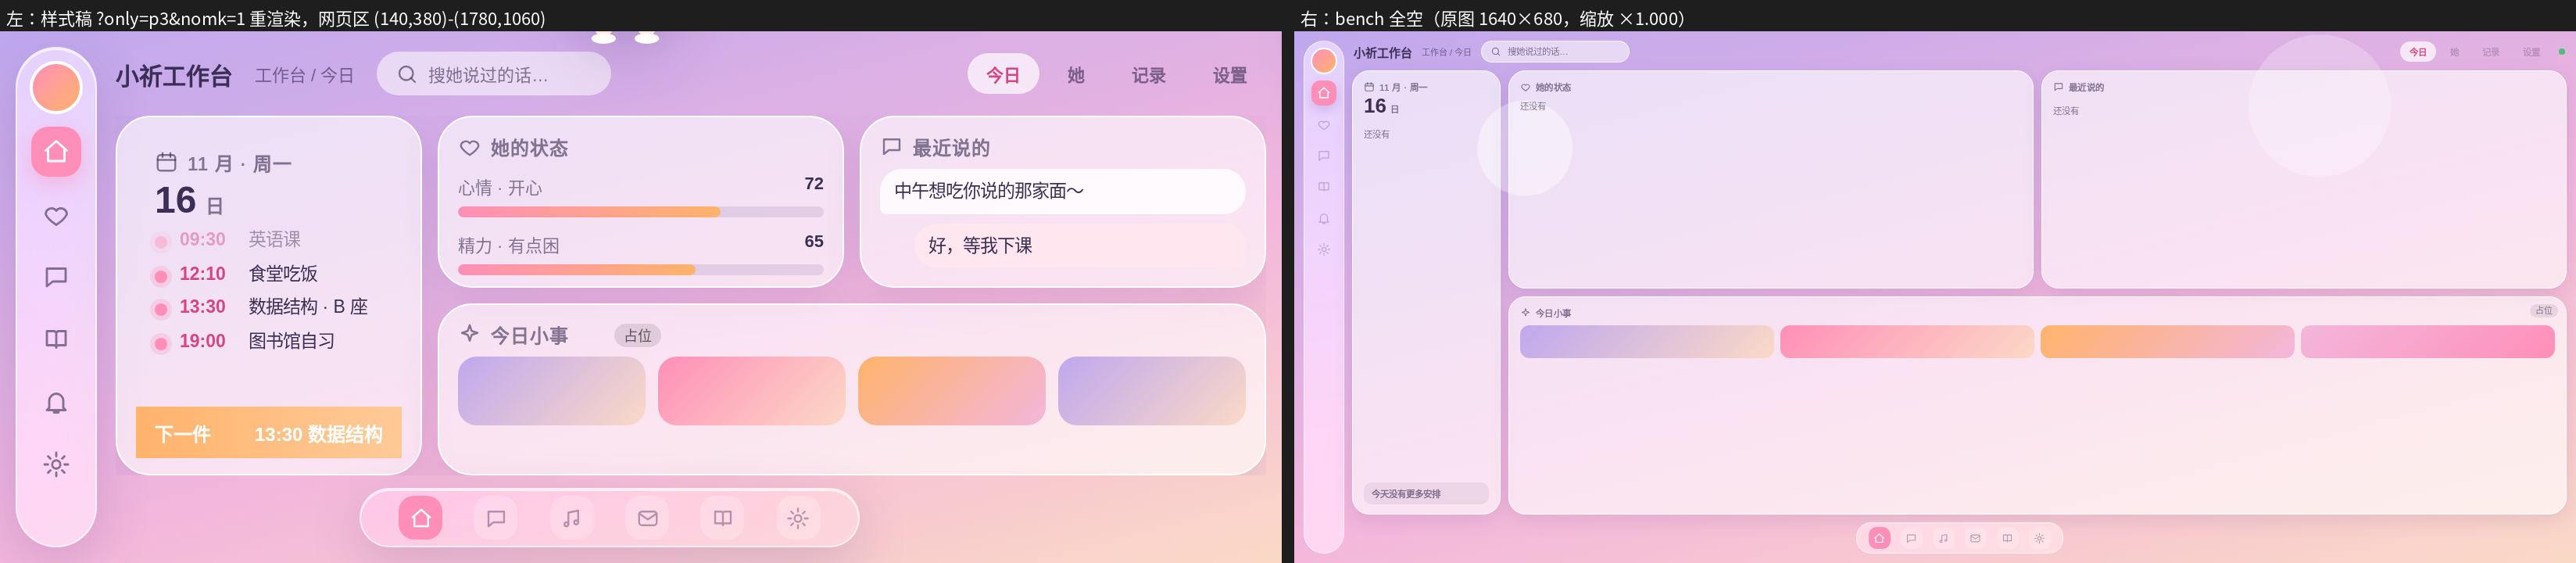 左：样式稿 ?only=p3&nomk=1 重渲染，网页区 (140,380)-(1780,1060)
小祈工作台
工作台 / 今日
搜她说过的话…
今日
她
记录
设置
11 月 · 周一
16 日
09:30 英语课
12:10 食堂吃饭
13:30 数据结构 · B 座
19:00 图书馆自习
下一件 13:30 数据结构
她的状态
心情 · 开心 72
精力 · 有点困 65
最近说的
中午想吃你说的那家面～
好，等我下课
今日小事 占位
右：bench 全空（原图 1640×680，缩放 ×1.000）
小祈工作台
工作台 / 今日
搜她说过的话…
今日
她
记录
设置
11 月 · 周一
16 日
还没有
今天没有更多安排
她的状态
还没有
最近说的
还没有
今日小事
占位